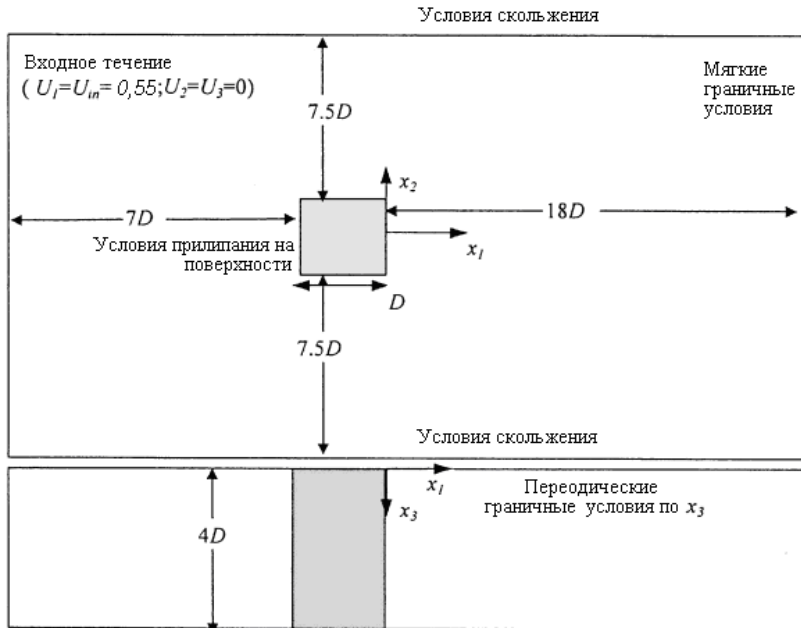 Условия скольжения
Входное течение
( U₁=Uᵢₙ= 0,55;U₂=U₃=0)
Мягкие
граничные
условия
7.5D
x₂
7D
18D
Условия прилипания на
поверхности
x₁
D
7.5D
Условия скольжения
x₁
Переодические
граничные условия по x₃
x₃
4D